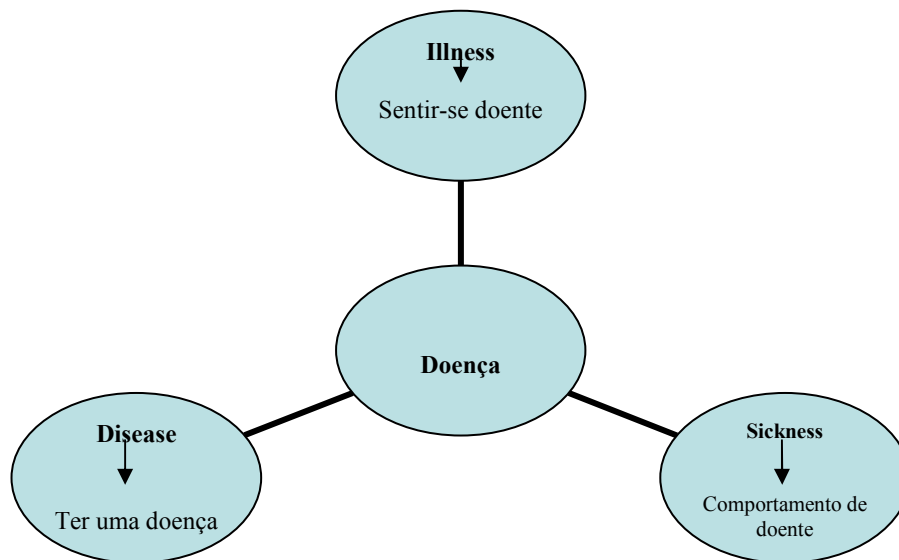 Illness
Sentir-se doente
Doença
Disease
Ter uma doença
Sickness
Comportamento de
doente